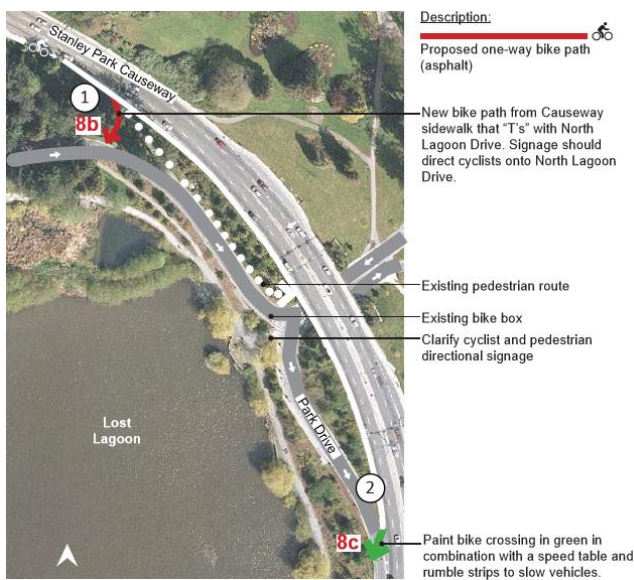 Description:
Proposed one-way bike path
(asphalt)
Stanley Park Causeway
1
8b
New bike path from Causeway
sidewalk that "T's" with North
Lagoon Drive. Signage should
direct cyclists onto North Lagoon
Drive.
Existing pedestrian route
Existing bike box
Clarify cyclist and pedestrian
directional signage
Lost
Lagoon
Park Drive
2
8c
Paint bike crossing in green in
combination with a speed table and
rumble strips to slow vehicles.